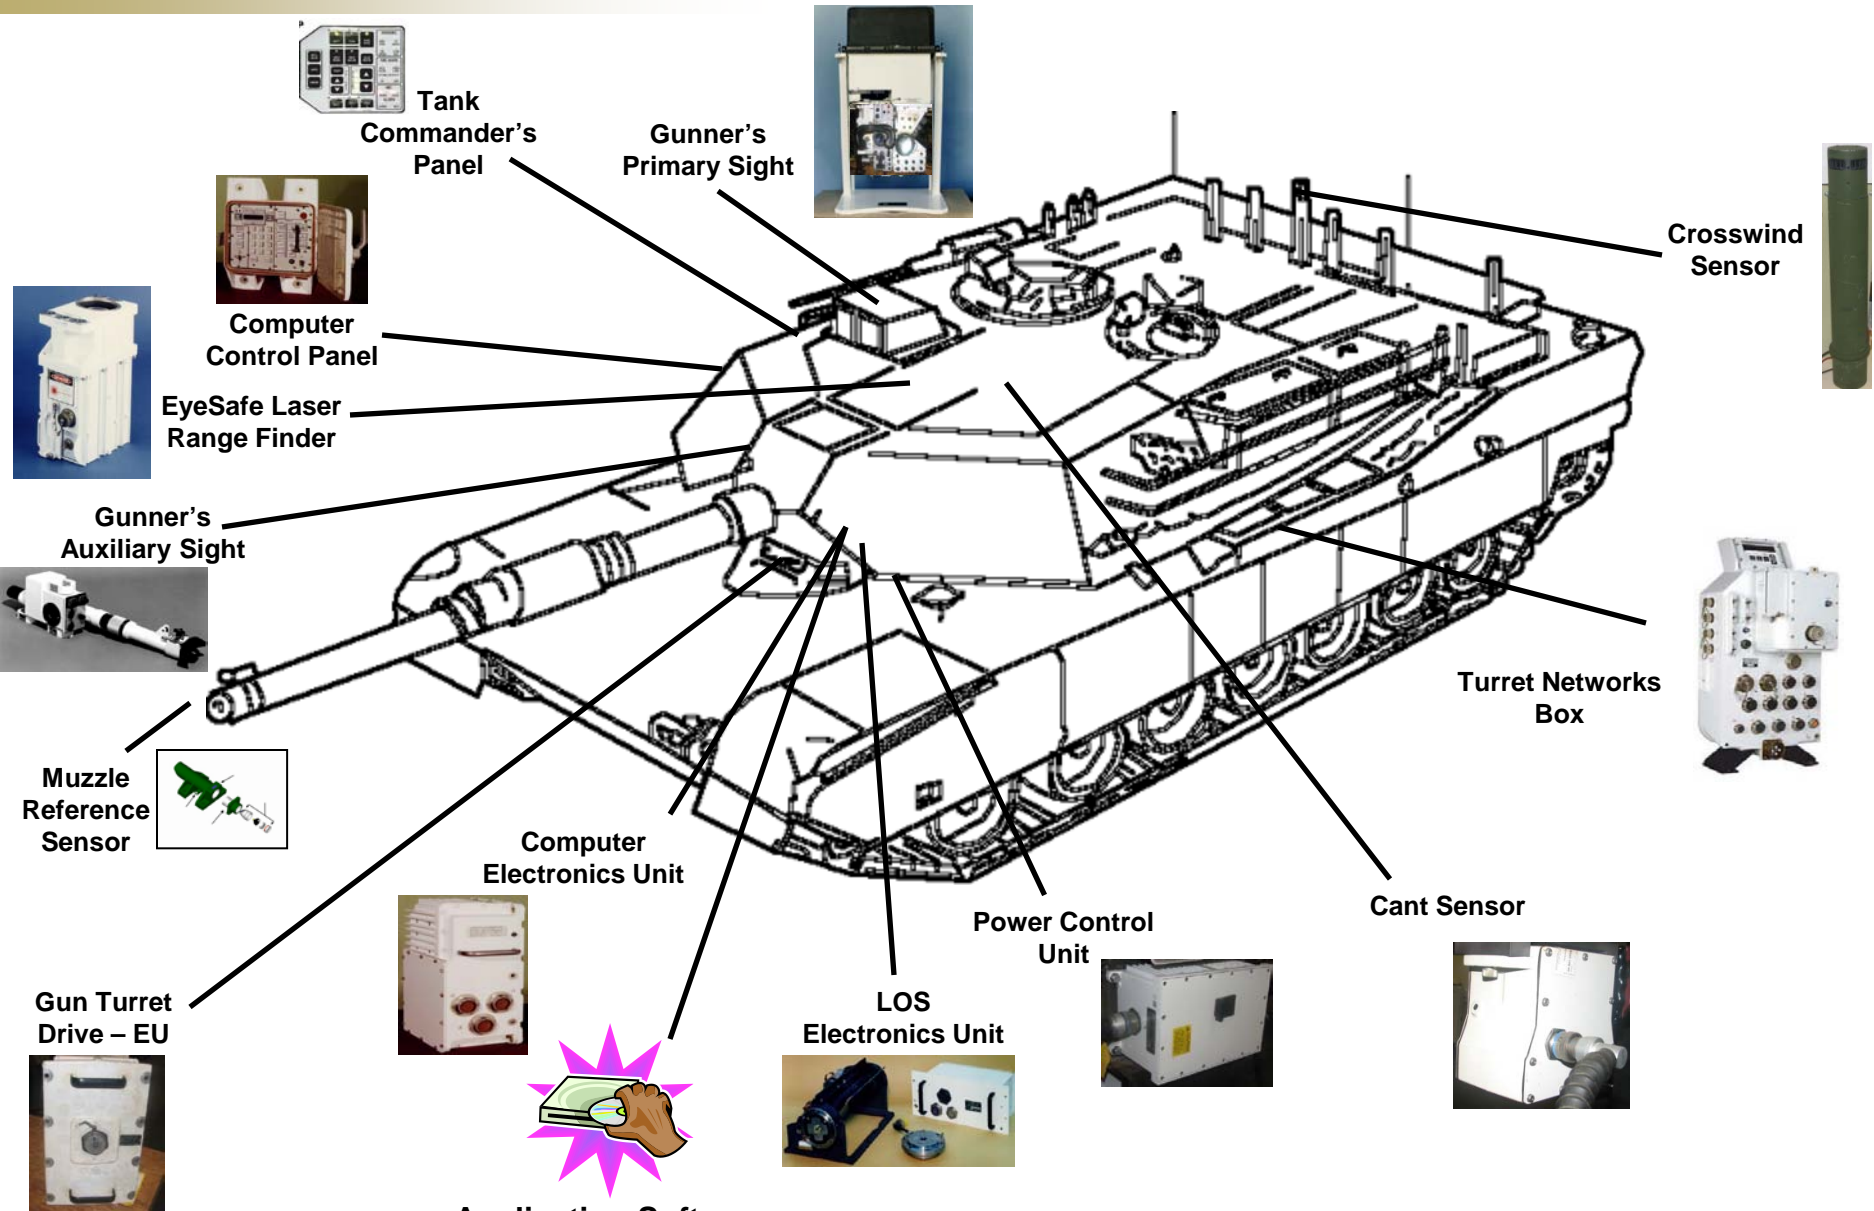 Tank
Commander's
Panel
Gunner's
Primary Sight
Crosswind
Sensor
Computer
Control Panel
EyeSafe Laser
Range Finder
Gunner's
Auxiliary Sight
Turret Networks
Box
Muzzle
Reference
Sensor
Computer
Electronics Unit
Cant Sensor
Power Control
Unit
Gun Turret
Drive – EU
LOS
Electronics Unit